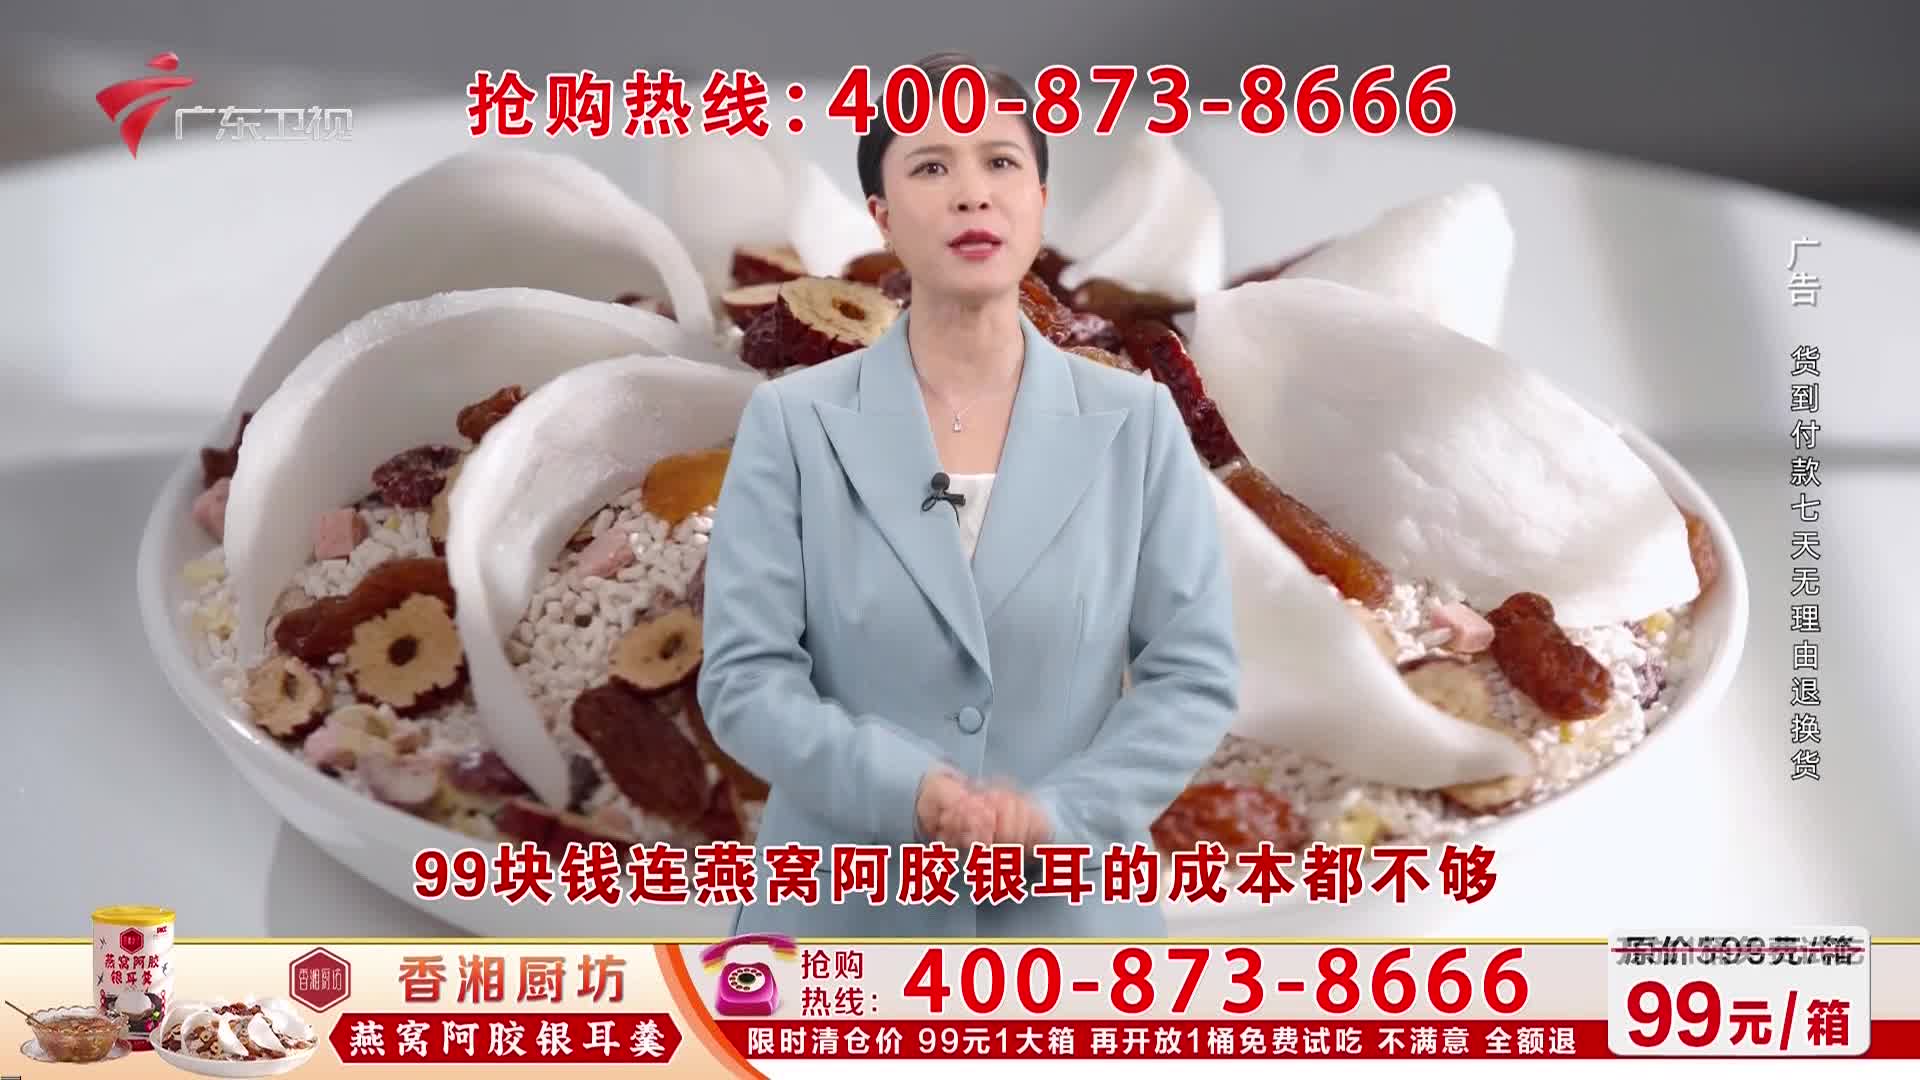 广东卫视
抢购热线：400-873-8666
广告 货到付款七天无理由退换货
99块钱连燕窝阿胶银耳的成本都不够
燕窝阿胶
银耳羹
香湘厨坊
香湘厨坊
燕窝阿胶银耳羹
抢购
热线：
400-873-8666
限时清仓价 99元1大箱 再开放1桶免费试吃 不满意 全额退
99元/箱